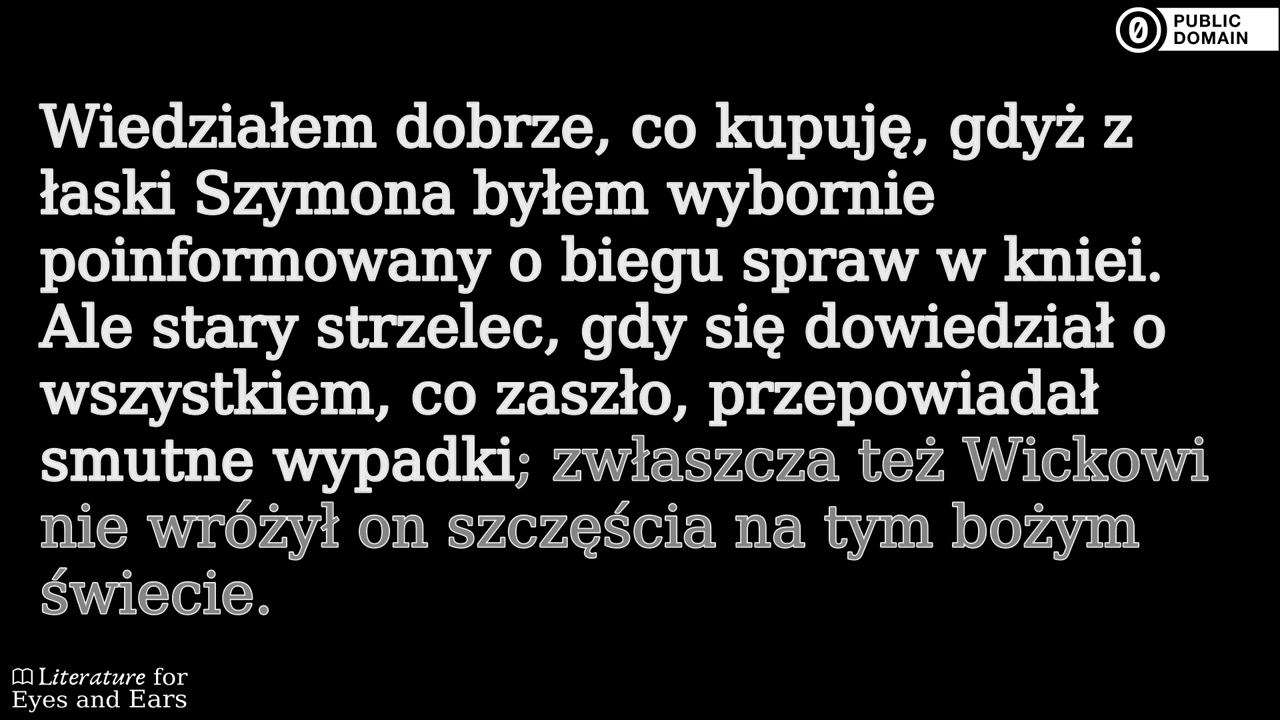 PUBLIC
DOMAIN
Wiedziałem dobrze, co kupuję, gdyż z
łaski Szymona byłem wybornie
poinformowany o biegu spraw w kniei.
Ale stary strzelec, gdy się dowiedział o
wszystkiem, co zaszło, przepowiadał
smutne wypadki; zwłaszcza też Wickowi
nie wróżył on szczęścia na tym bożym
świecie.
Literature for
Eyes and Ears